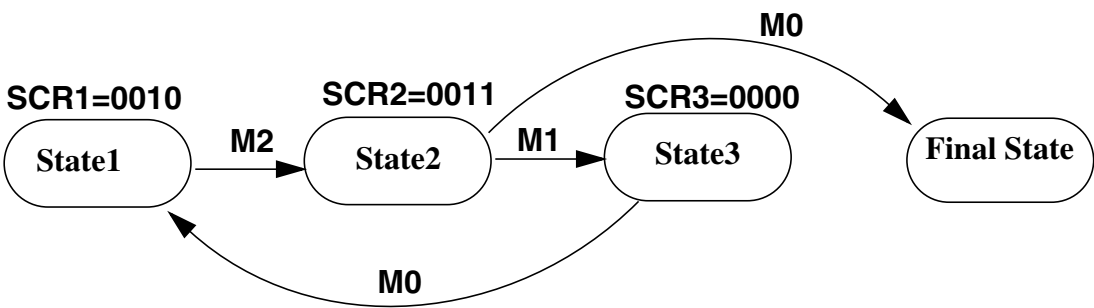 M0
SCR1=0010
SCR2=0011
SCR3=0000
State1
M2
State2
M1
State3
Final State
M0